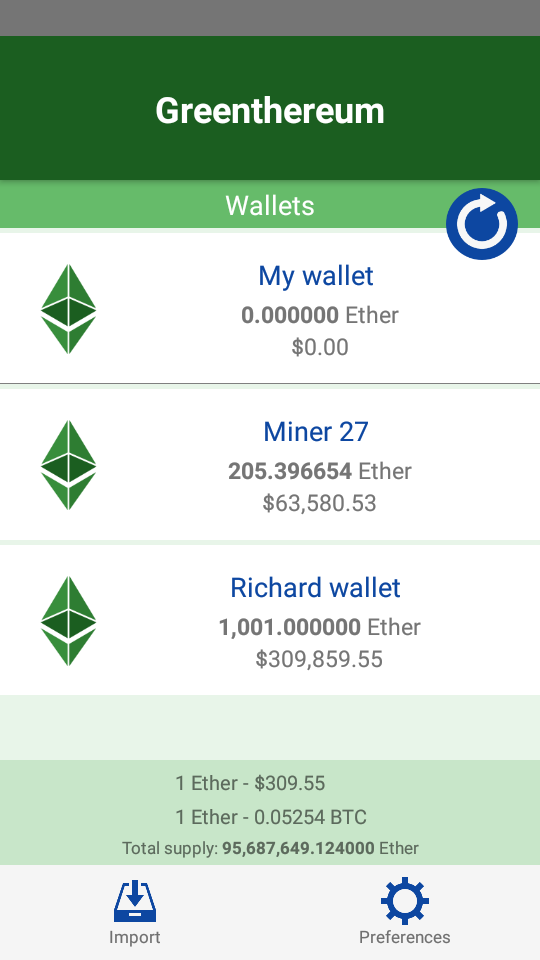 Greenthereum
Wallets
My wallet
0.000000 Ether
$0.00
Miner 27
205.396654 Ether
$63,580.53
Richard wallet
1,001.000000 Ether
$309,859.55
1 Ether - $309.55
1 Ether - 0.05254 BTC
Total supply: 95,687,649.124000 Ether
Import
Preferences